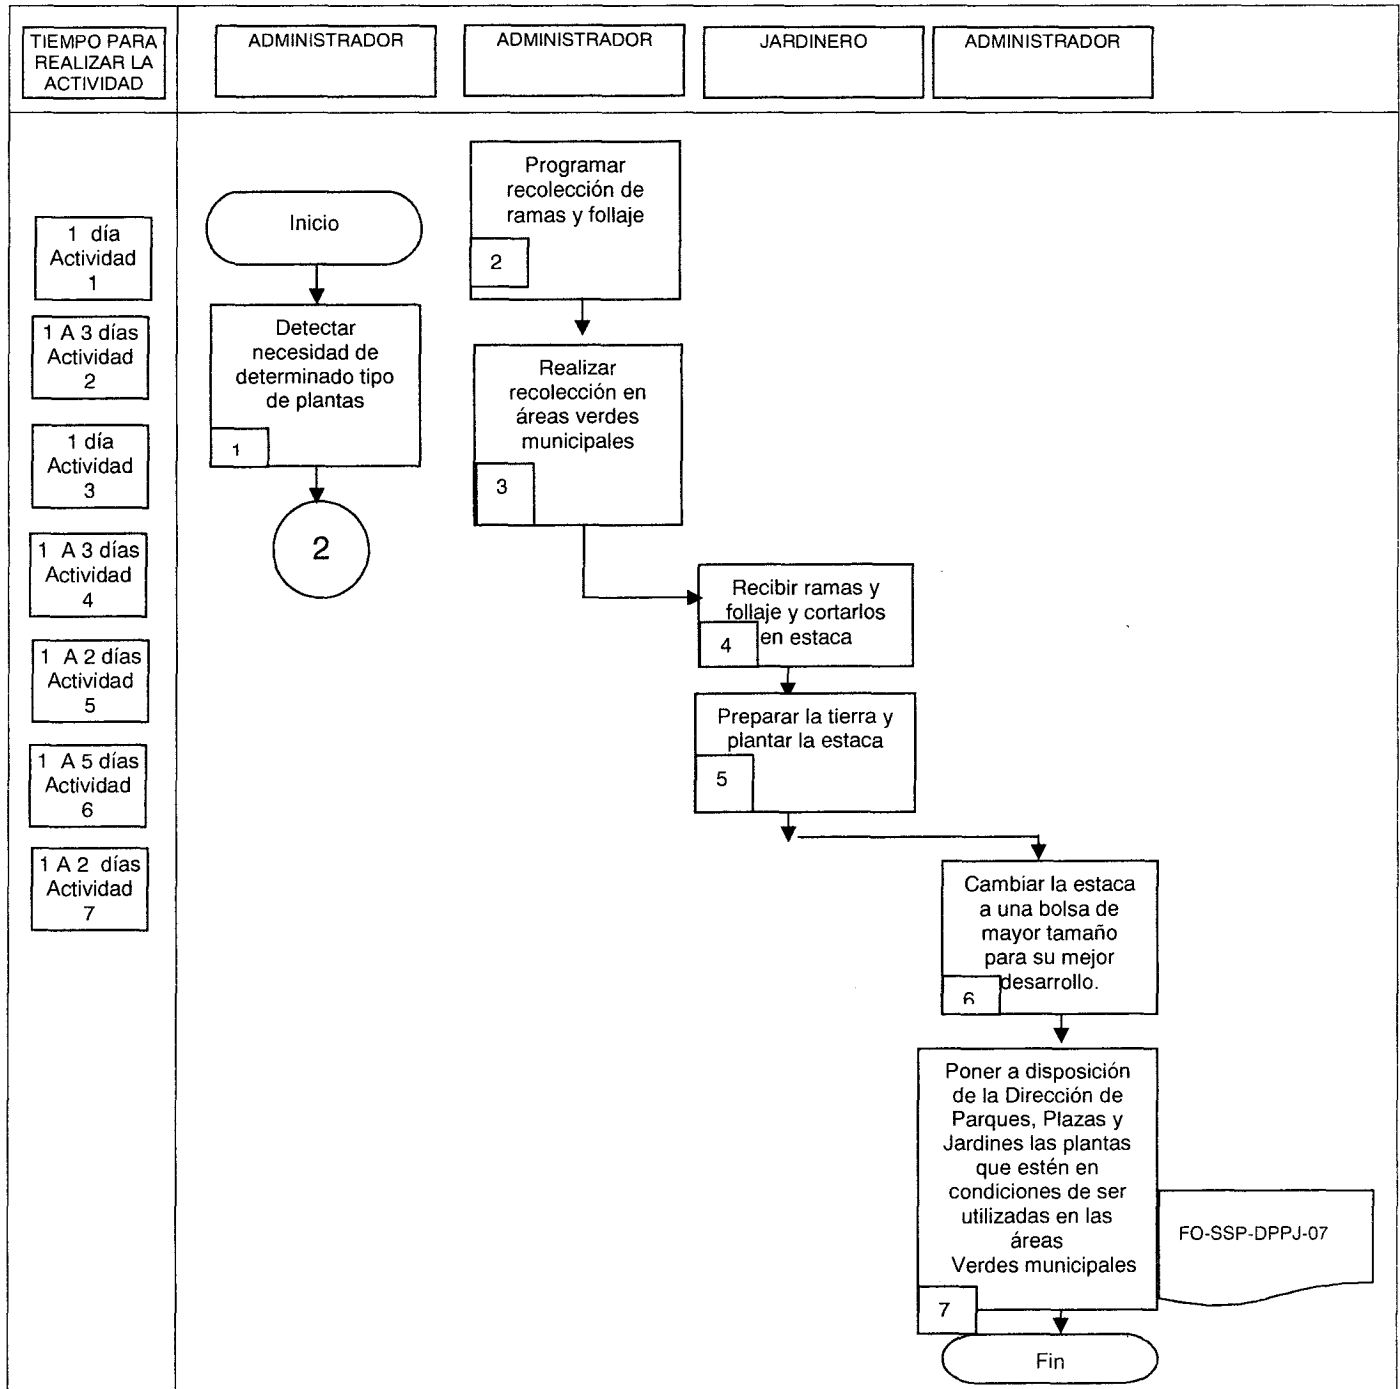 TIEMPO PARA
REALIZAR LA
ACTIVIDAD
ADMINISTRADOR
ADMINISTRADOR
JARDINERO
ADMINISTRADOR
1 día
Actividad
1
1 A 3 días
Actividad
2
1 día
Actividad
3
1 A 3 días
Actividad
4
1 A 2 días
Actividad
5
1 A 5 días
Actividad
6
1 A 2 días
Actividad
7
Inicio
Detectar
necesidad de
determinado tipo
de plantas
1
2
Programar
recolección de
ramas y follaje
2
Realizar
recolección en
áreas verdes
municipales
3
Recibir ramas y
follaje y cortarlos
en estaca
4
Preparar la tierra y
plantar la estaca
5
Cambiar la estaca
a una bolsa de
mayor tamaño
para su mejor
desarrollo.
6
Poner a disposición
de la Dirección de
Parques, Plazas y
Jardines las plantas
que estén en
condiciones de ser
utilizadas en las
áreas
Verdes municipales
7
FO-SSP-DPPJ-07
Fin